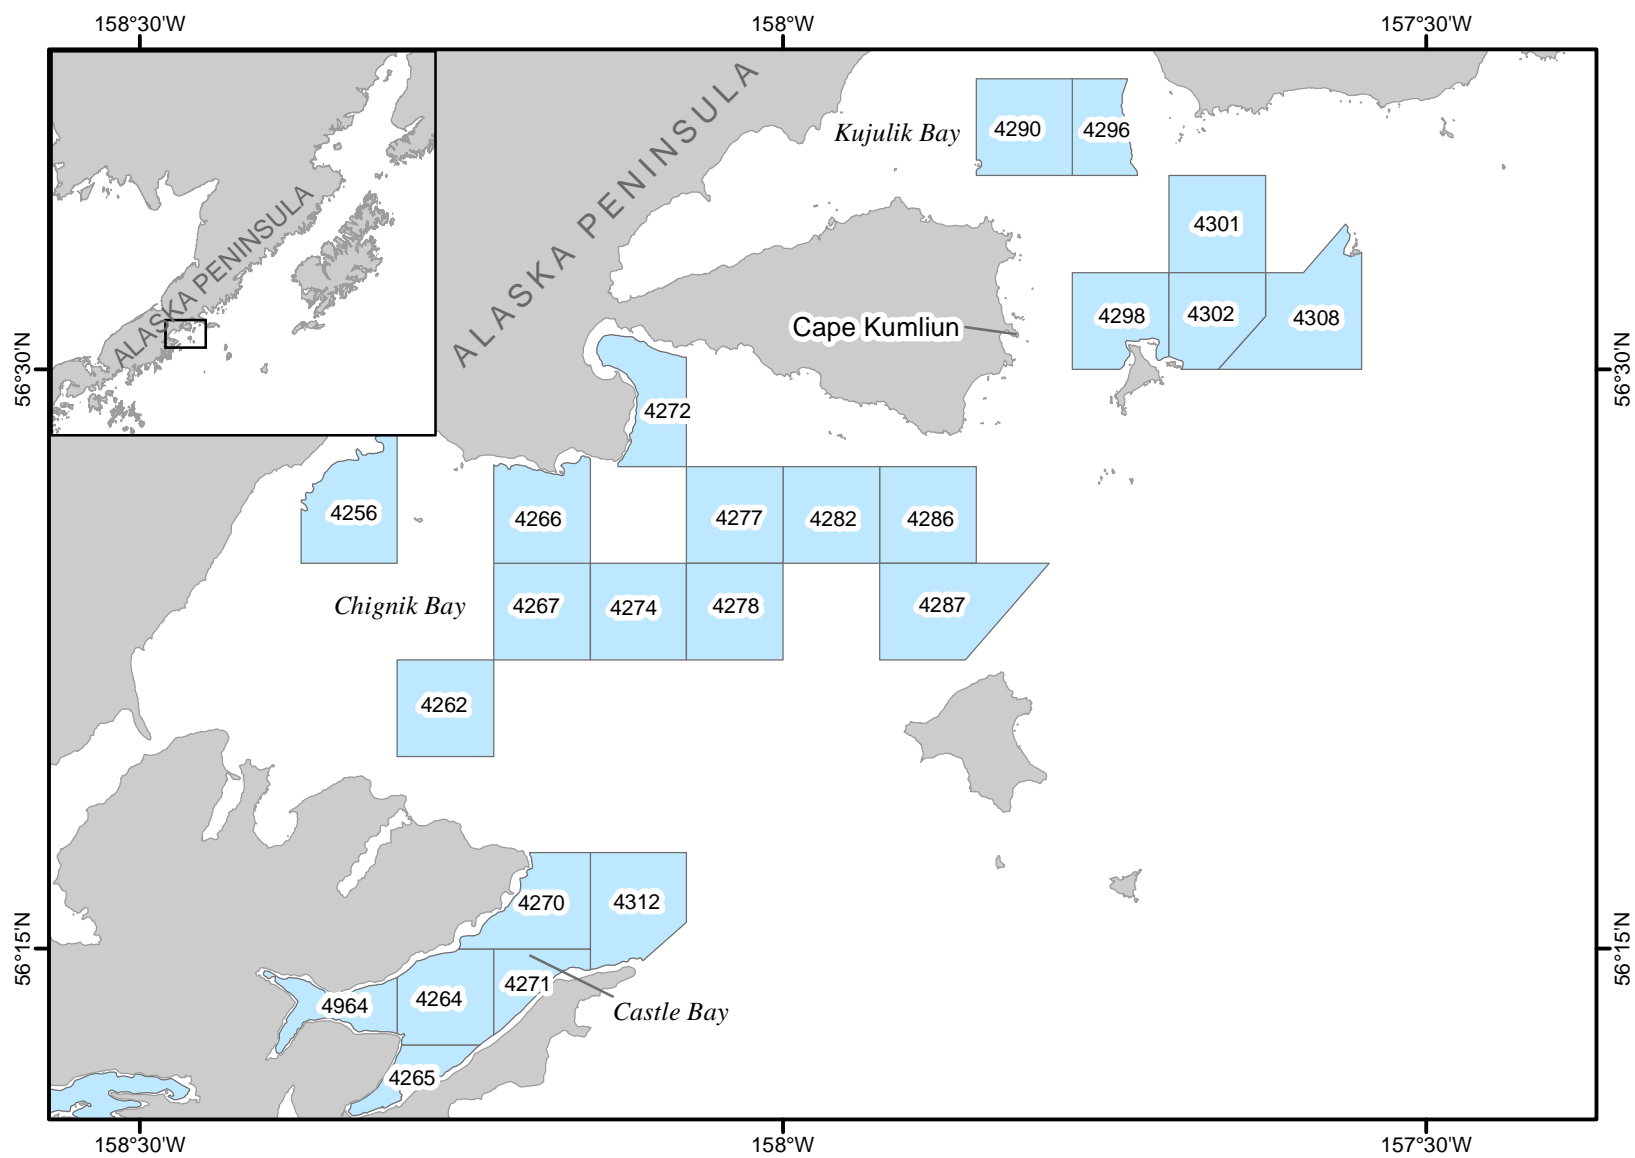 158°30'W
158°W
157°30'W
ALASKA PENINSULA
ALASKA PENINSULA
Kujulik Bay
4290
4296
4301
Cape Kumliun
4298
4302
4308
56°30'N
56°30'N
4272
4256
4266
4277
4282
4286
Chignik Bay
4267
4274
4278
4287
4262
4270
4312
56°15'N
56°15'N
4271
4964
4264
Castle Bay
4265
158°30'W
158°W
157°30'W